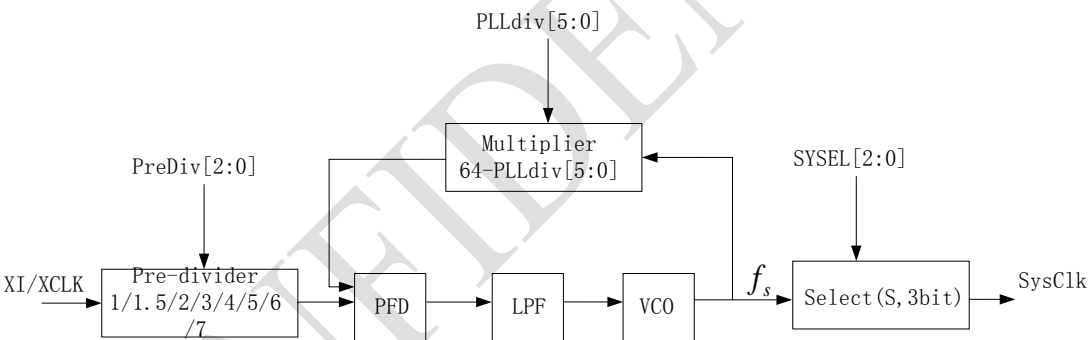 PLLdiv[5:0]
Multiplier
64-PLLdiv[5:0]
PreDiv[2:0]
SYSEL[2:0]
XI/XCLK
Pre-divider
1/1.5/2/3/4/5/6
/7
PFD
LPF
VCO
fs
Select(S,3bit)
SysClk